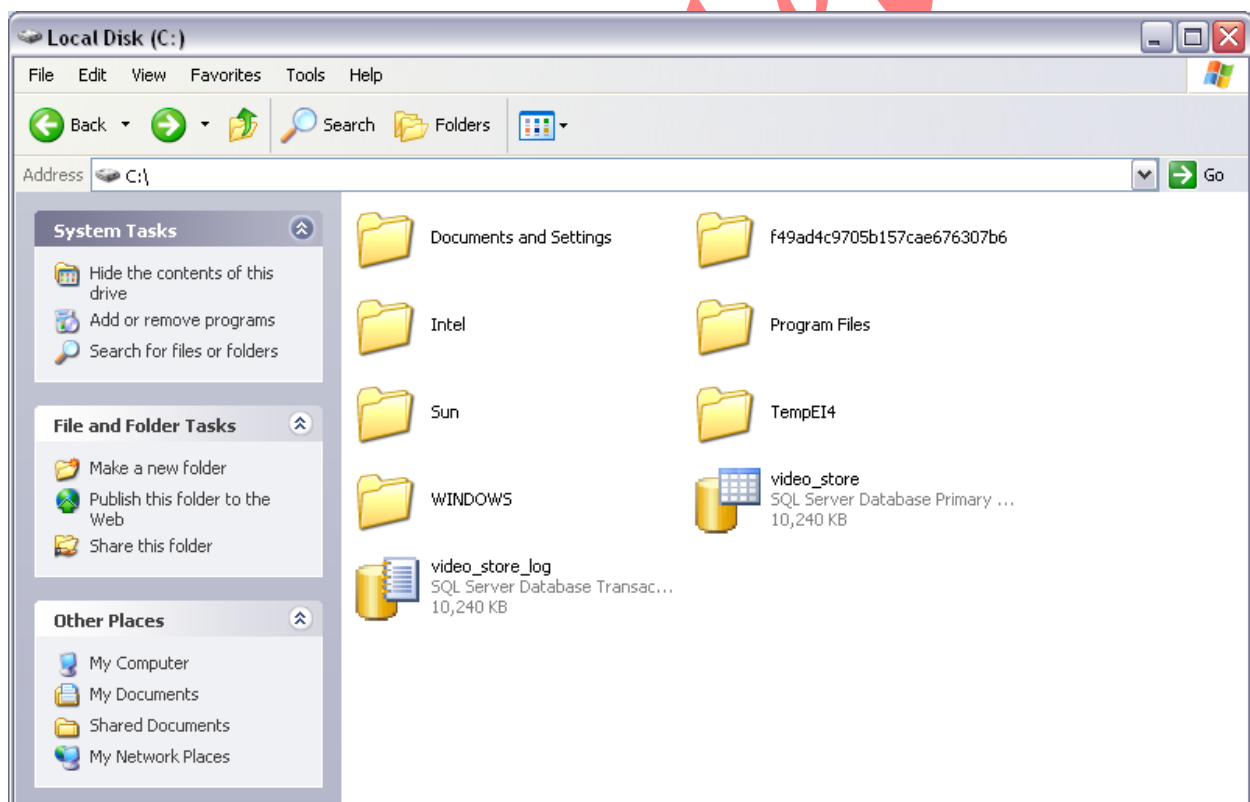 Local Disk (C:)
File Edit View Favorites Tools Help
Back Search Folders
Address C:\ Go
System Tasks
Hide the contents of this
drive
Add or remove programs
Search for files or folders
File and Folder Tasks
Make a new folder
Publish this folder to the
Web
Share this folder
Other Places
My Computer
My Documents
Shared Documents
My Network Places
Documents and Settings
f49ad4c9705b157cae676307b6
Intel
Program Files
Sun
TempEI4
WINDOWS
video_store
SQL Server Database Primary ...
10,240 KB
video_store_log
SQL Server Database Transac...
10,240 KB